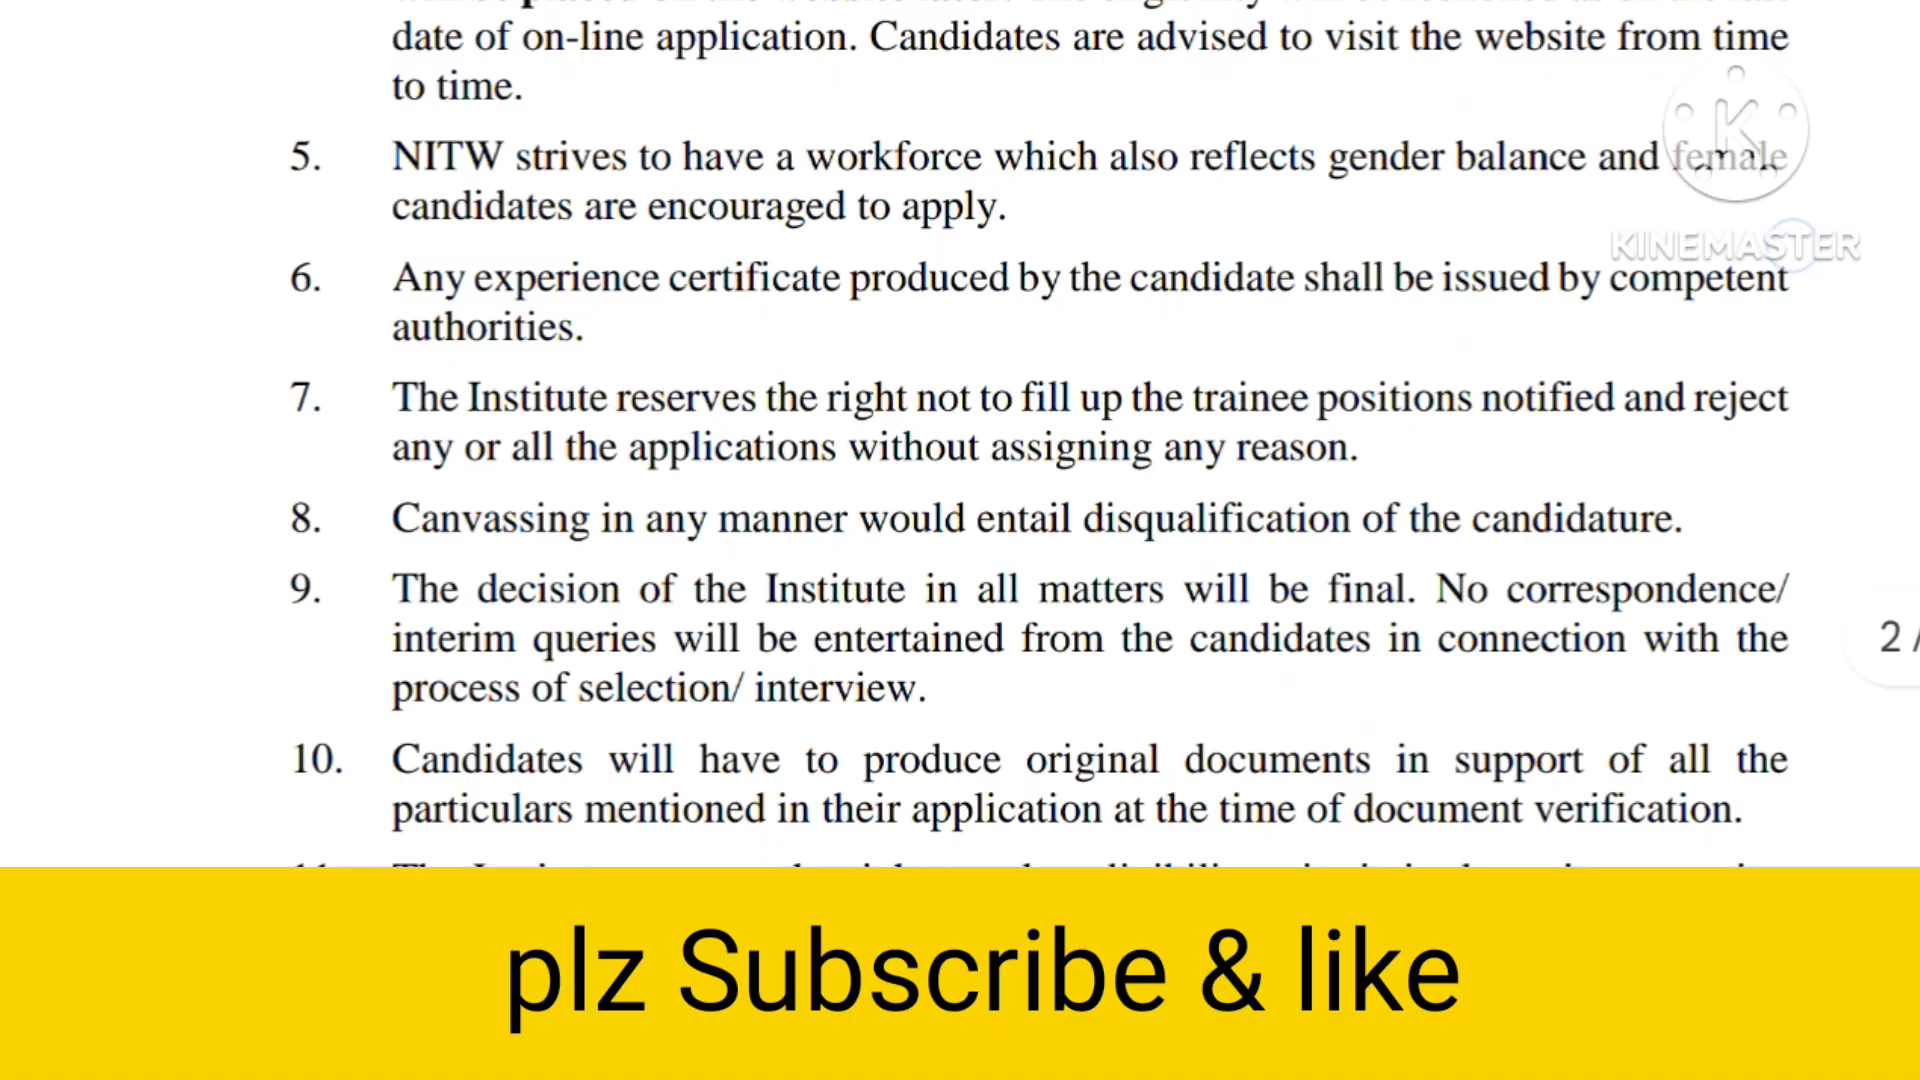 date of on-line application. Candidates are advised to visit the website from time
to time.
5. NITW strives to have a workforce which also reflects gender balance and female
candidates are encouraged to apply.
KINEMASTER
6. Any experience certificate produced by the candidate shall be issued by competent
authorities.
7. The Institute reserves the right not to fill up the trainee positions notified and reject
any or all the applications without assigning any reason.
8. Canvassing in any manner would entail disqualification of the candidature.
9. The decision of the Institute in all matters will be final. No correspondence/
interim queries will be entertained from the candidates in connection with the
2 /
process of selection/ interview.
10. Candidates will have to produce original documents in support of all the
particulars mentioned in their application at the time of document verification.
plz Subscribe & like